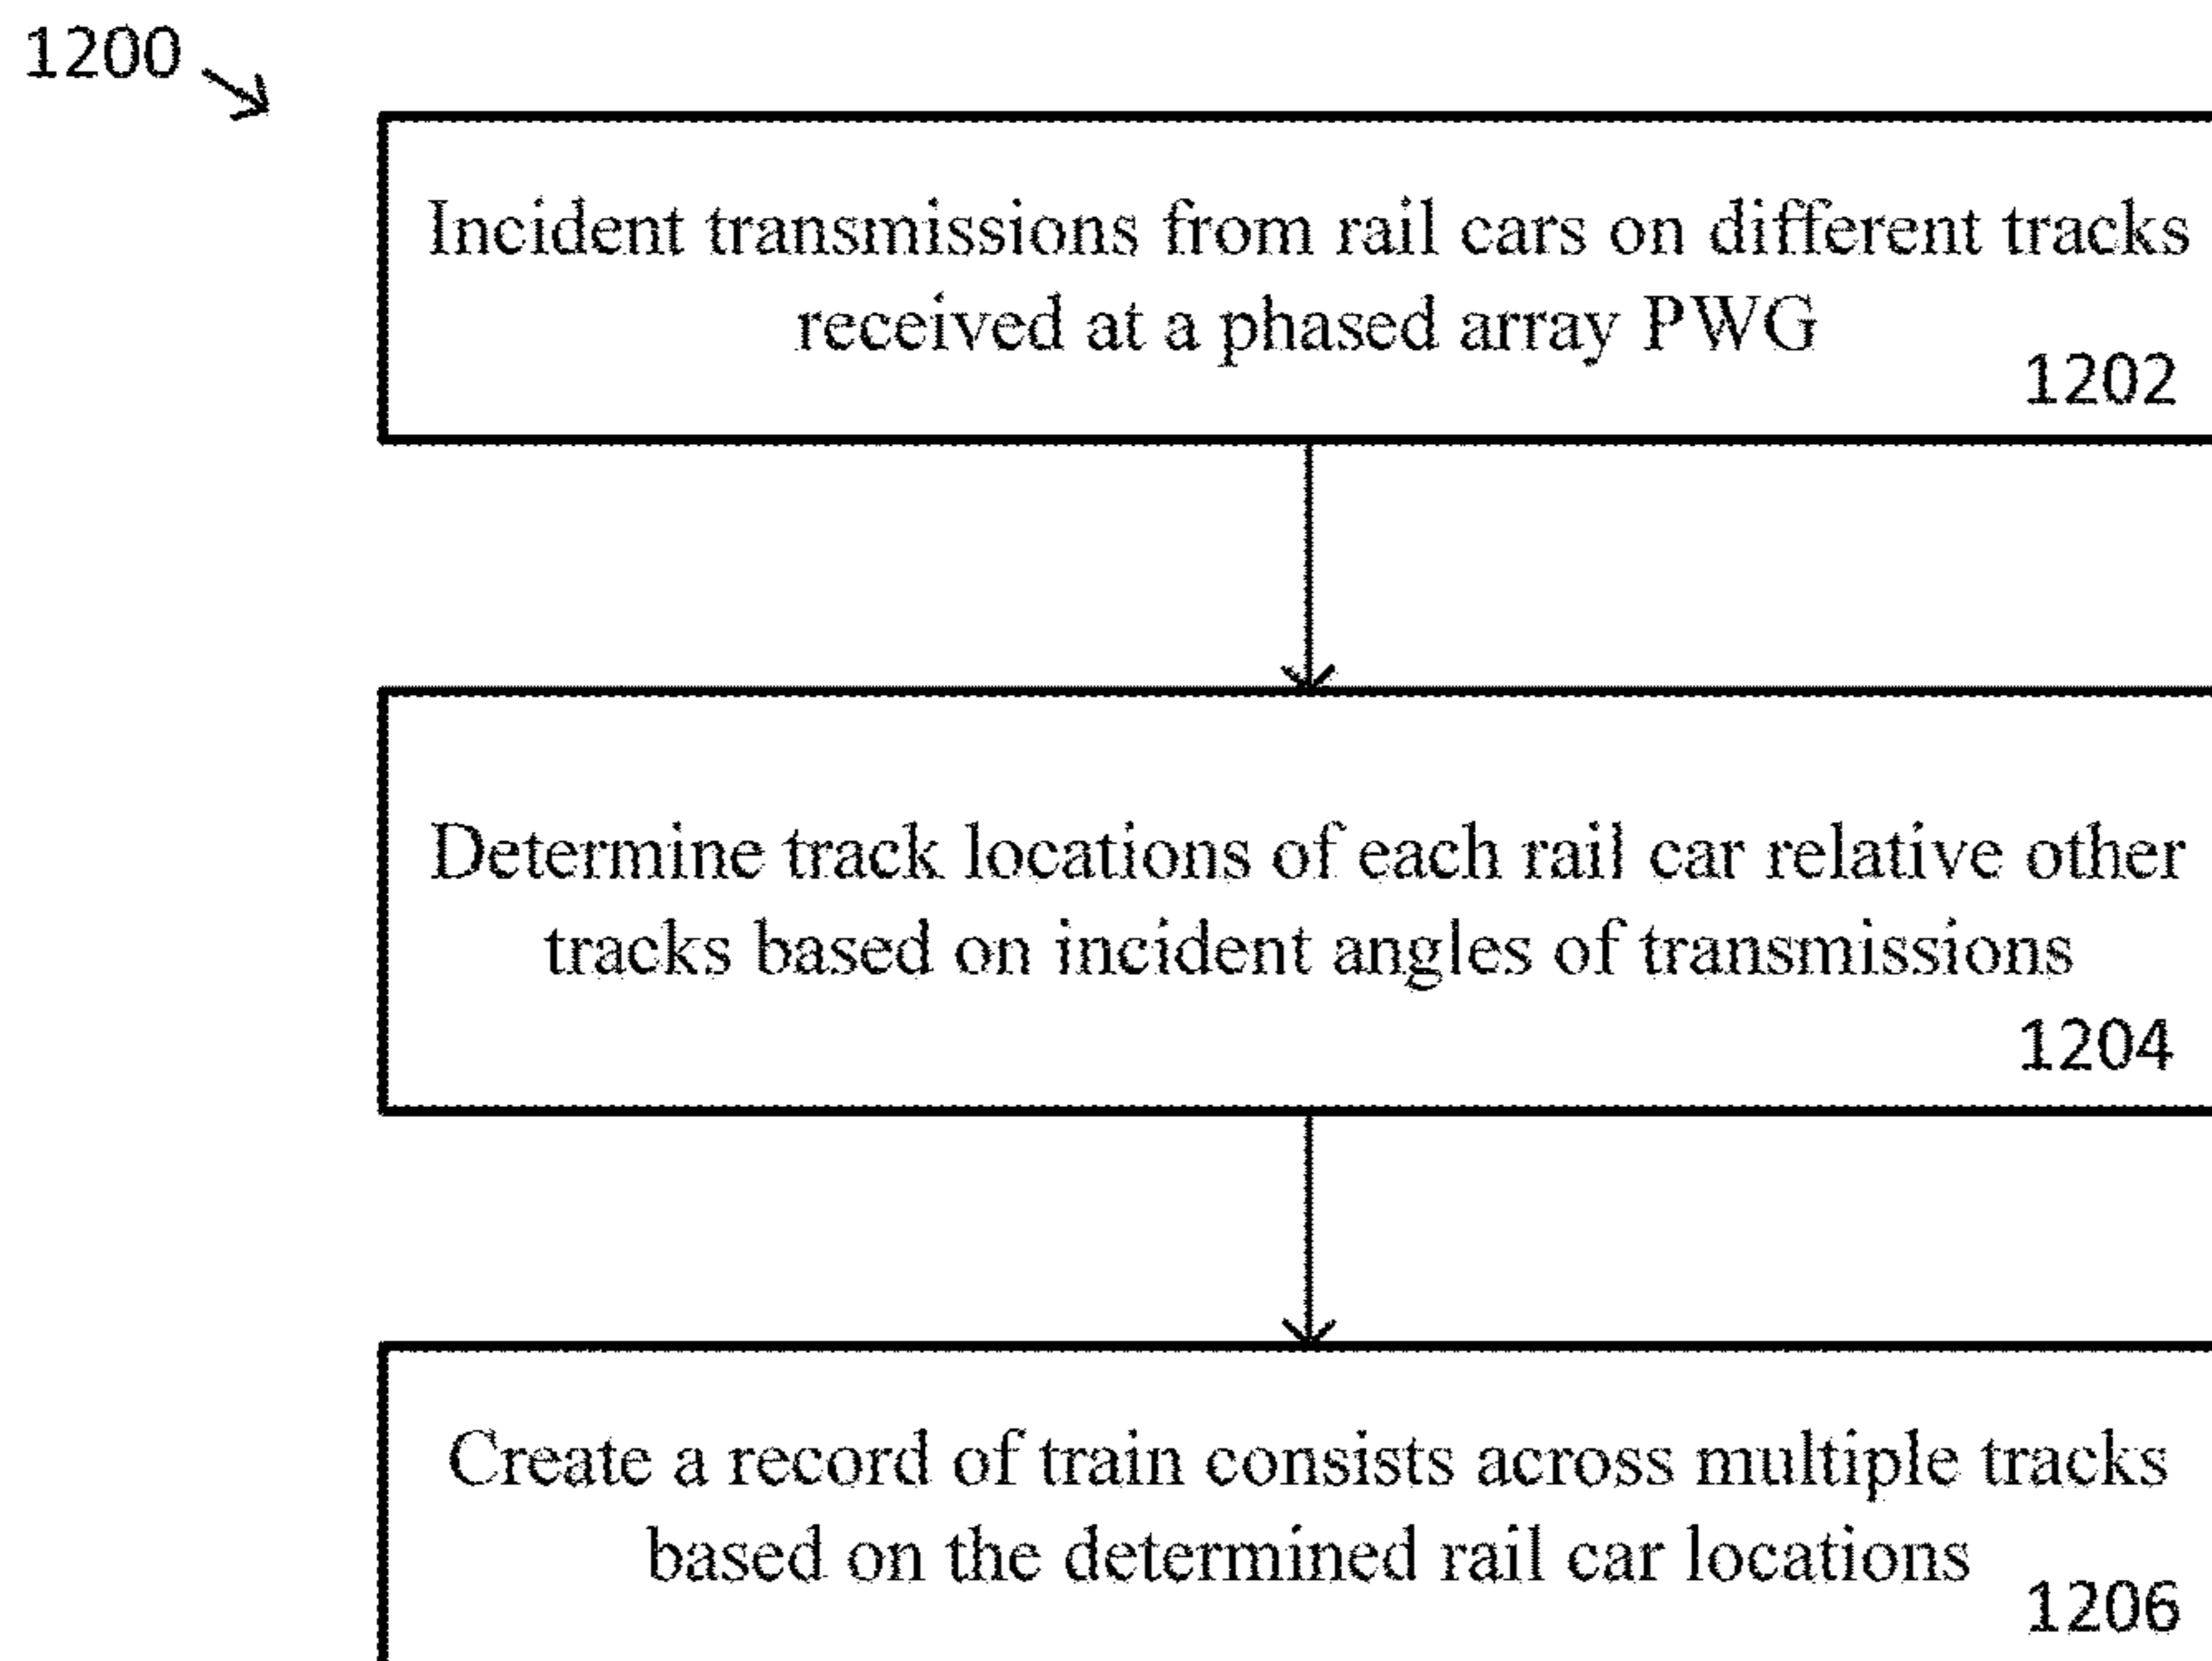 1200
Incident transmissions from rail cars on different tracks
received at a phased array PWG
1202
Determine track locations of each rail car relative other
tracks based on incident angles of transmissions
1204
Create a record of train consists across multiple tracks
based on the determined rail car locations
1206